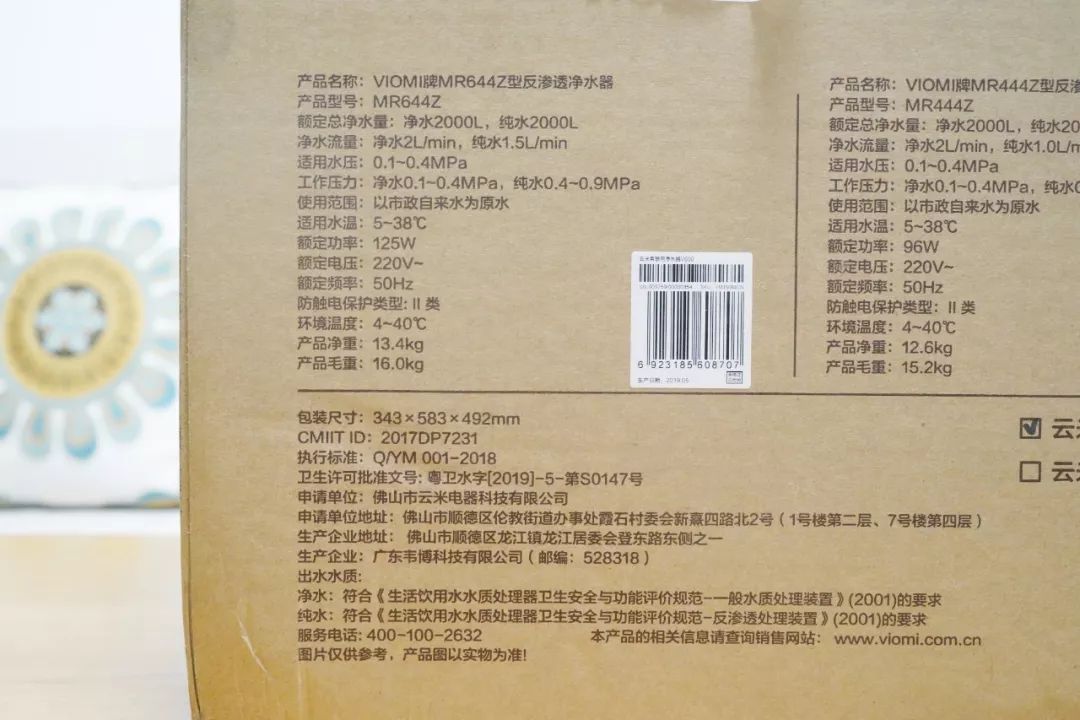 产品名称：VIOMI牌MR644Z型反渗透净水器
产品型号：MR644Z
额定总净水量：净水2000L，纯水2000L
净水流量：净水2L/min，纯水1.5L/min
适用水压：0.1~0.4MPa
工作压力：净水0.1~0.4MPa，纯水0.4~0.9MPa
使用范围：以市政自来水为原水
适用水温：5~38℃
额定功率：125W
额定电压：220V~
额定频率：50Hz
防触电保护类型：II 类
环境温度：4~40℃
产品净重：13.4kg
产品毛重：16.0kg
6 923185 608707
生产日期：2019.05
产品名称：VIOMI牌MR444Z型反渗
产品型号：MR444Z
额定总净水量：净水2000L，纯水20
净水流量：净水2L/min，纯水1.0L/m
适用水压：0.1~0.4MPa
工作压力：净水0.1~0.4MPa，纯水0
使用范围：以市政自来水为原水
适用水温：5~38℃
额定功率：96W
额定电压：220V~
额定频率：50Hz
防触电保护类型：II 类
环境温度：4~40℃
产品净重：12.6kg
产品毛重：15.2kg
包装尺寸：343×583×492mm
CMIIT ID：2017DP7231
执行标准：Q/YM 001-2018
卫生许可批准文号：粤卫水字[2019]-5-第S0147号
申请单位：佛山市云米电器科技有限公司
申请单位地址：佛山市顺德区伦教街道办事处霞石村委会新熹四路北2号（1号楼第二层、7号楼第四层）
生产企业地址：佛山市顺德区龙江镇龙江居委会登东路东侧之一
生产企业：广东韦博科技有限公司（邮编：528318）
出水水质：
净水：符合《生活饮用水水质处理器卫生安全与功能评价规范-一般水质处理装置》(2001)的要求
纯水：符合《生活饮用水水质处理器卫生安全与功能评价规范-反渗透处理装置》(2001)的要求
服务电话：400-100-2632 本产品的相关信息请查询销售网站：www.viomi.com.cn
图片仅供参考，产品图以实物为准！
云
云